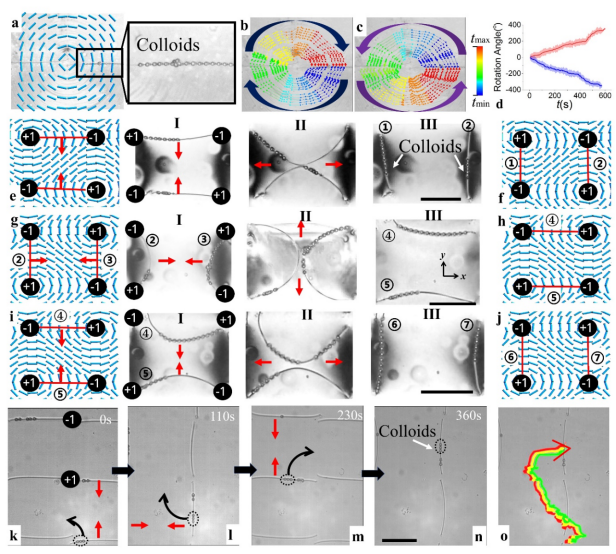 a
Colloids
b
c
tmax
tmin
Rotation Angle(°)
400
200
0
-200
-400
0 200 400 600
t(s)
d
+1 -1
-1 +1
e
I
+1 -1
-1 +1
II
III
① ②
Colloids
+1 -1
① ②
-1 +1
f
-1 +1
② ③
+1 -1
g
I
-1 +1
② ③
+1 -1
II
III
④
y
x
⑤
-1 +1
④
⑤
+1 -1
h
-1 +1
④
⑤
+1 -1
i
I
-1 +1
④
⑤
+1 -1
II
III
⑥ ⑦
-1 +1
⑥ ⑦
+1 -1
j
0s
-1
+1
k
110s
l
230s
m
360s
Colloids
n
o